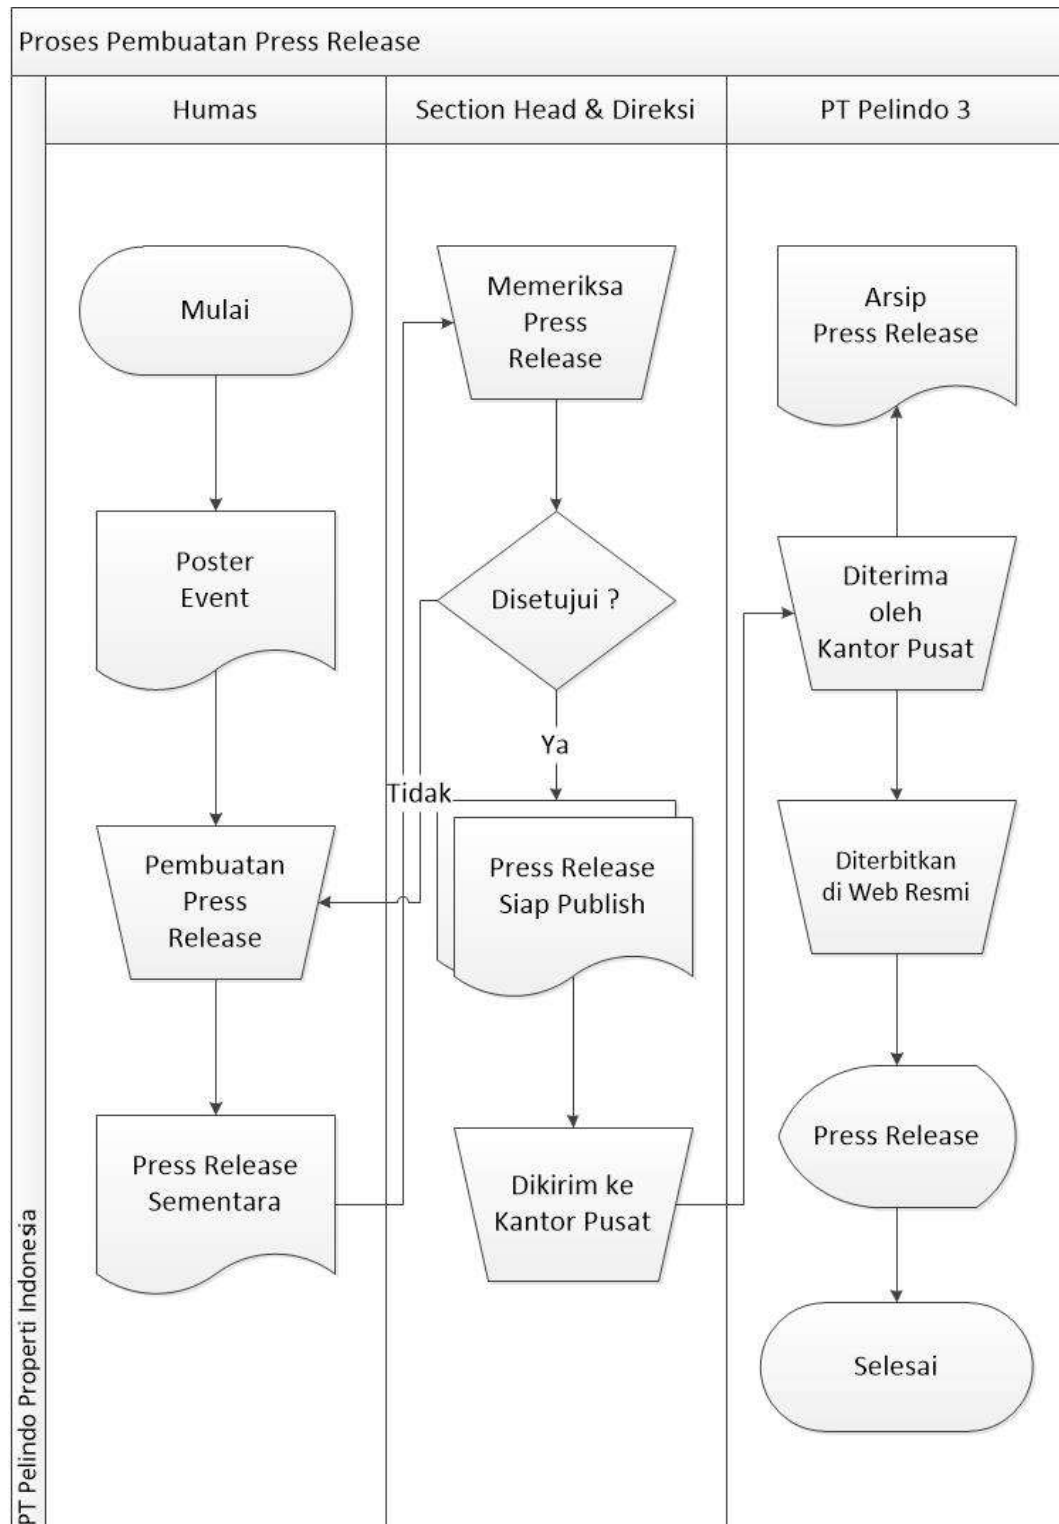 Proses Pembuatan Press Release
Humas
Section Head & Direksi
PT Pelindo 3
PT Pelindo Properti Indonesia
Mulai
Poster
Event
Pembuatan
Press
Release
Press Release
Sementara
Memeriksa
Press
Release
Disetujui ?
Tidak
Ya
Press Release
Siap Publish
Dikirim ke
Kantor Pusat
Arsip
Press Release
Diterima
oleh
Kantor Pusat
Diterbitkan
di Web Resmi
Press Release
Selesai